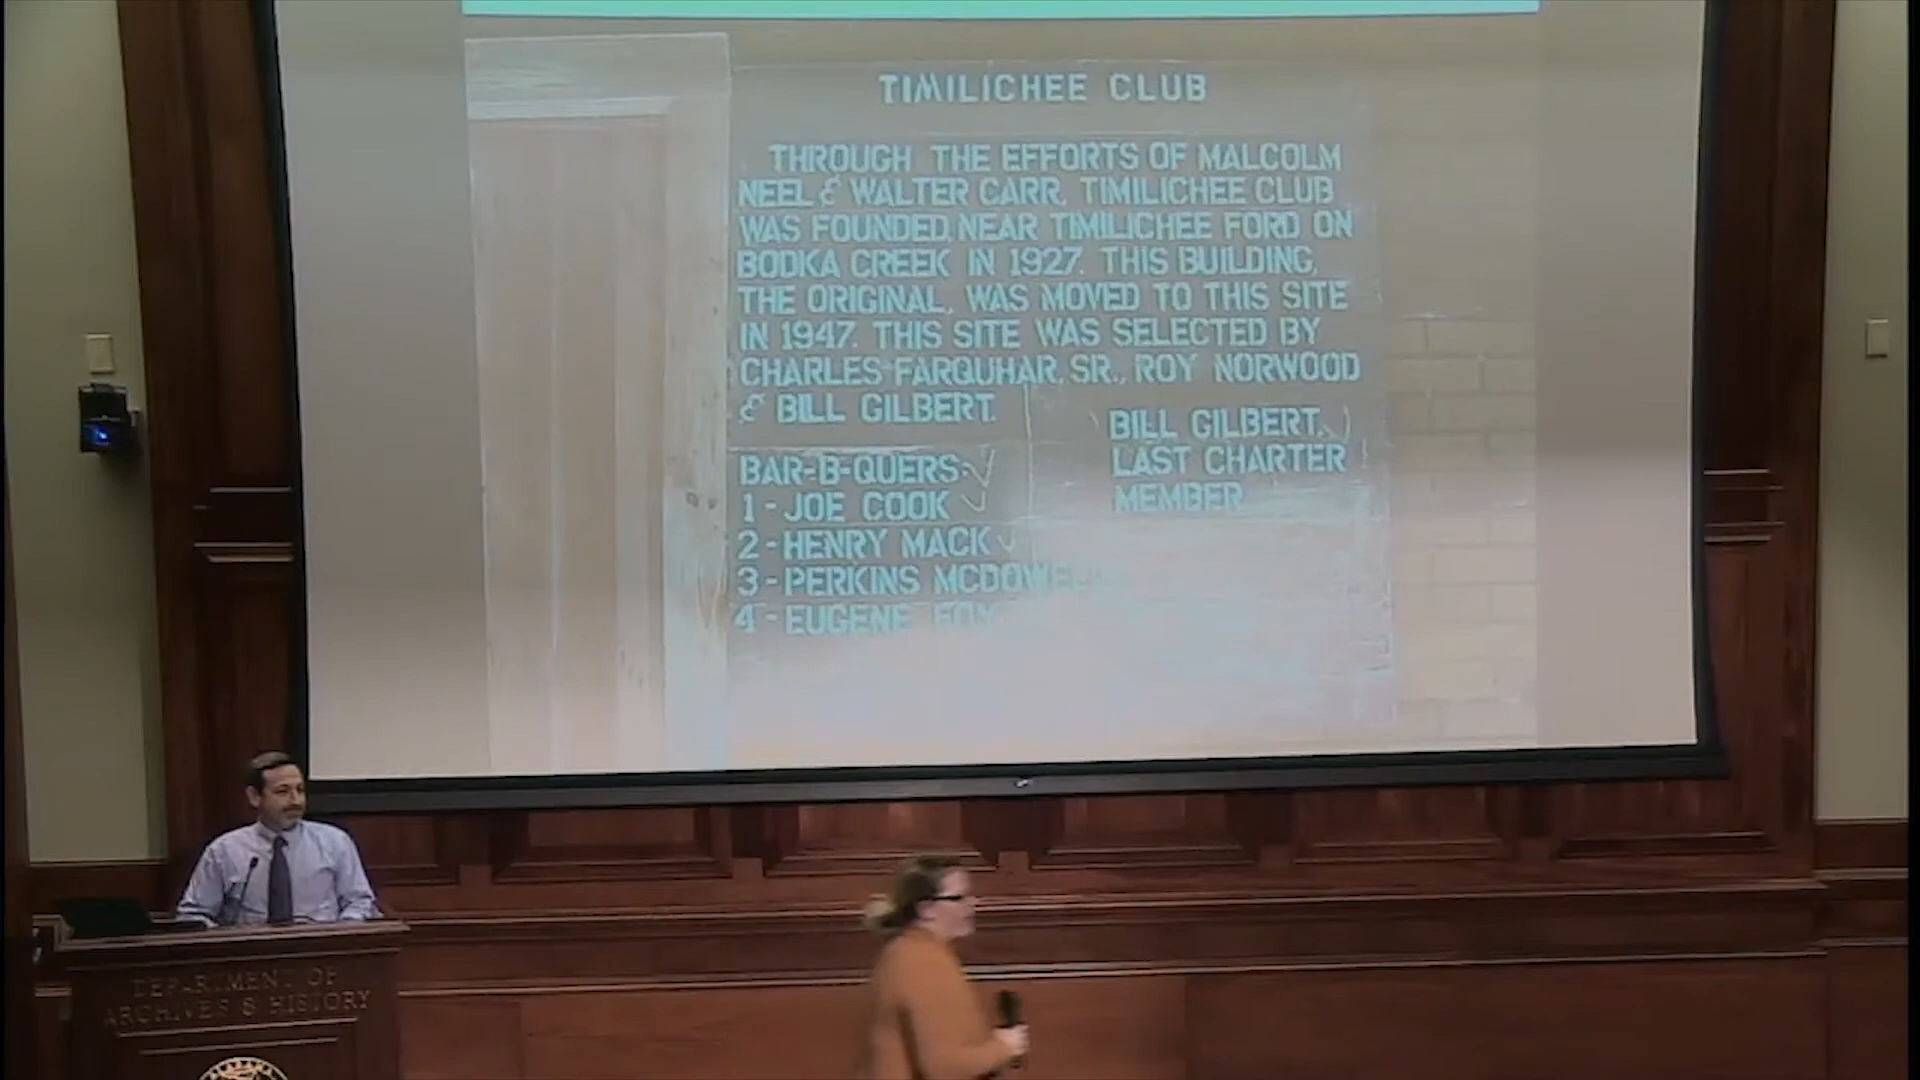 TIMILICHEE CLUB
THROUGH THE EFFORTS OF MALCOLM
NEEL & WALTER CARR, TIMILICHEE CLUB
WAS FOUNDED NEAR TIMILICHEE FORD ON
BODKA CREEK IN 1927. THIS BUILDING,
THE ORIGINAL, WAS MOVED TO THIS SITE
IN 1947. THIS SITE WAS SELECTED BY
CHARLES FARQUHAR, SR., ROY NORWOOD
& BILL GILBERT.
BAR-B-QUERS
1 - JOE COOK
2 - HENRY MACK
3 - PERKINS MCDOWELL
4 - EUGENE
BILL GILBERT,
LAST CHARTER
MEMBER
DEPARTMENT OF
ARCHIVES & HISTORY
ALABAMA